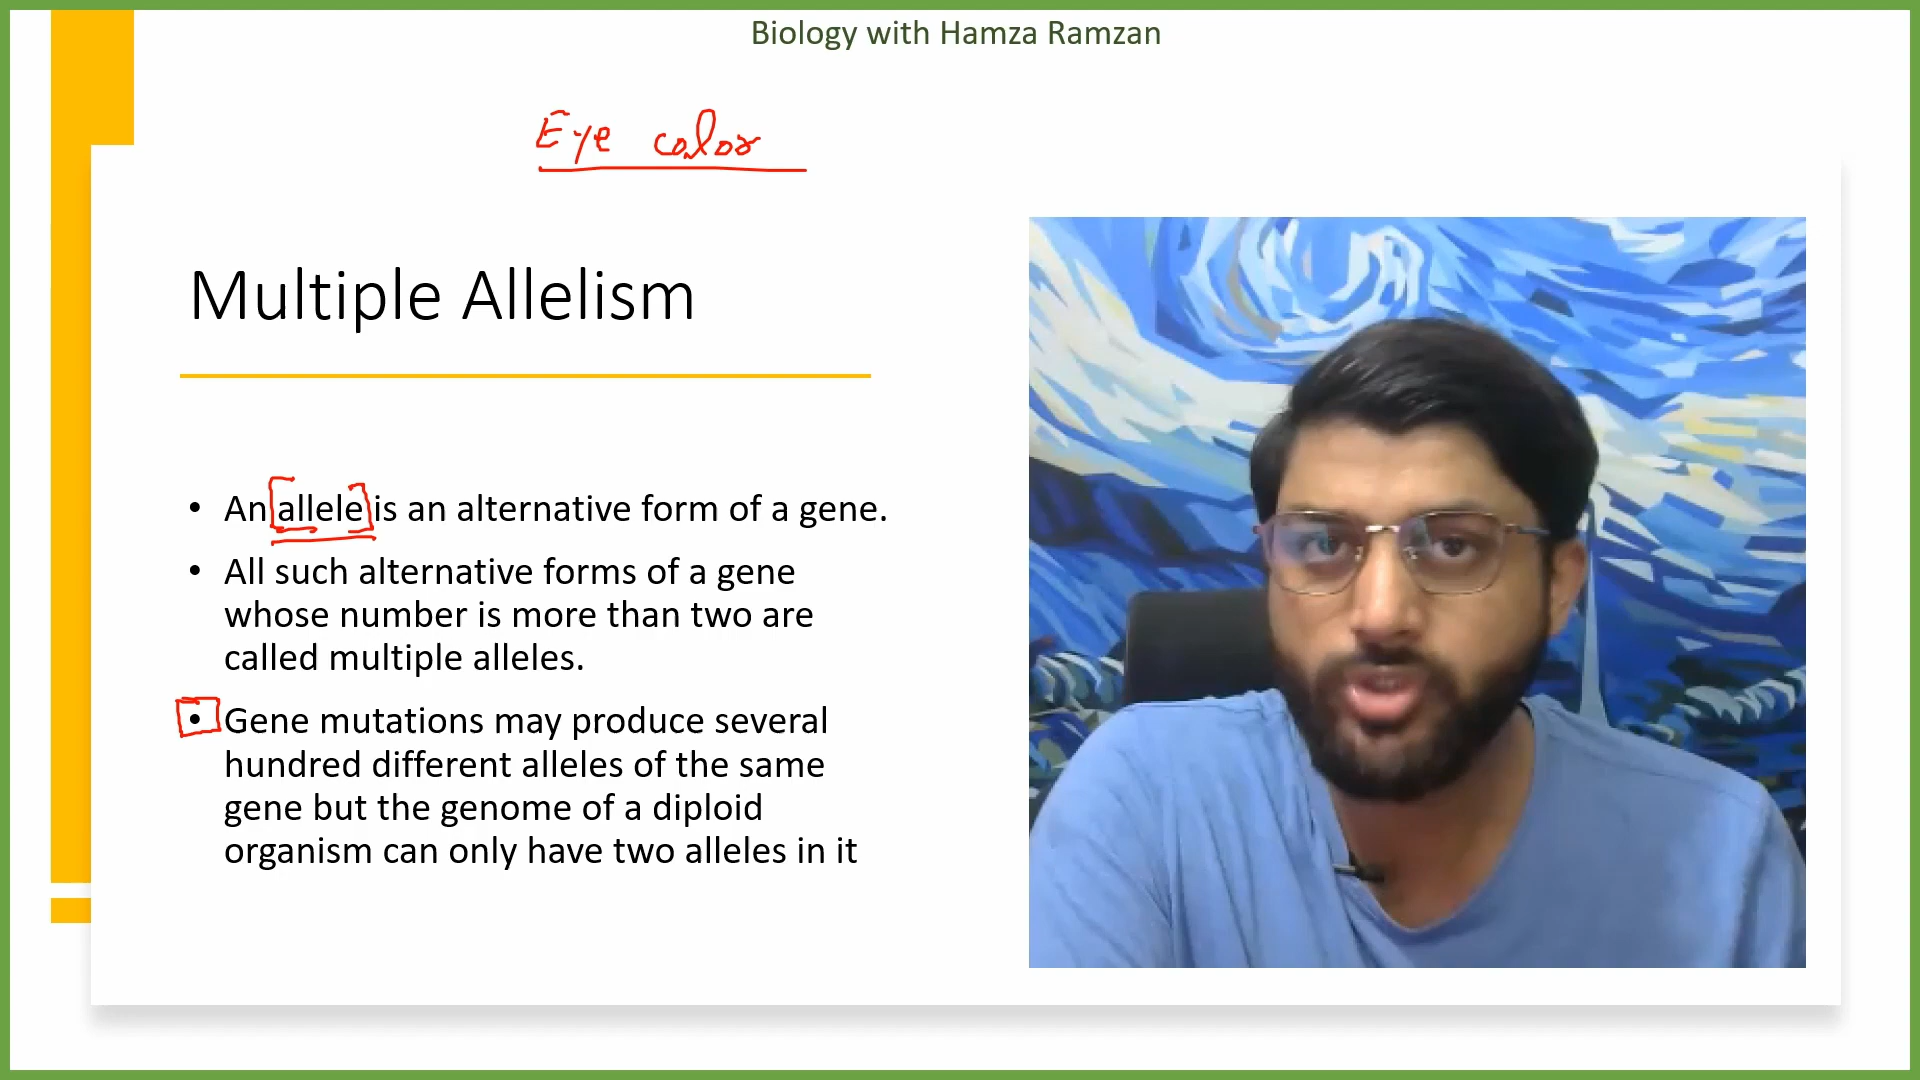 Biology with Hamza Ramzan
Eye color
Multiple Allelism
• An allele is an alternative form of a gene.
• All such alternative forms of a gene
whose number is more than two are
called multiple alleles.
• Gene mutations may produce several
hundred different alleles of the same
gene but the genome of a diploid
organism can only have two alleles in it